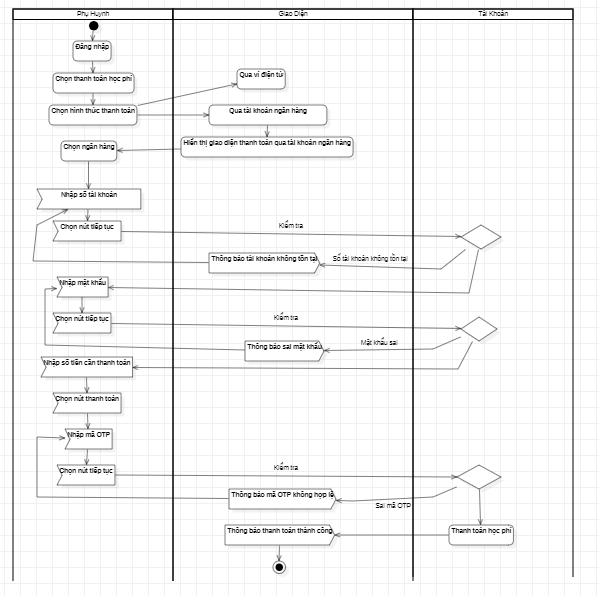 Phụ Huynh
Giao Diện
Tài Khoản
Đăng nhập
Chọn thanh toán học phí
Qua ví điện tử
Chọn hình thức thanh toán
Qua tài khoản ngân hàng
Chọn ngân hàng
Hiển thị giao diện thanh toán qua tài khoản ngân hàng
Nhập số tài khoản
Chọn nút tiếp tục
Kiểm tra
Thông báo tài khoản không tồn tại
Số tài khoản không tồn tại
Nhập mật khẩu
Chọn nút tiếp tục
Kiểm tra
Thông báo sai mật khẩu
Mật khẩu sai
Nhập số tiền cần thanh toán
Chọn nút thanh toán
Nhập mã OTP
Chọn nút tiếp tục
Kiểm tra
Thông báo mã OTP không hợp lệ
Sai mã OTP
Thông báo thanh toán thành công
Thanh toán học phí